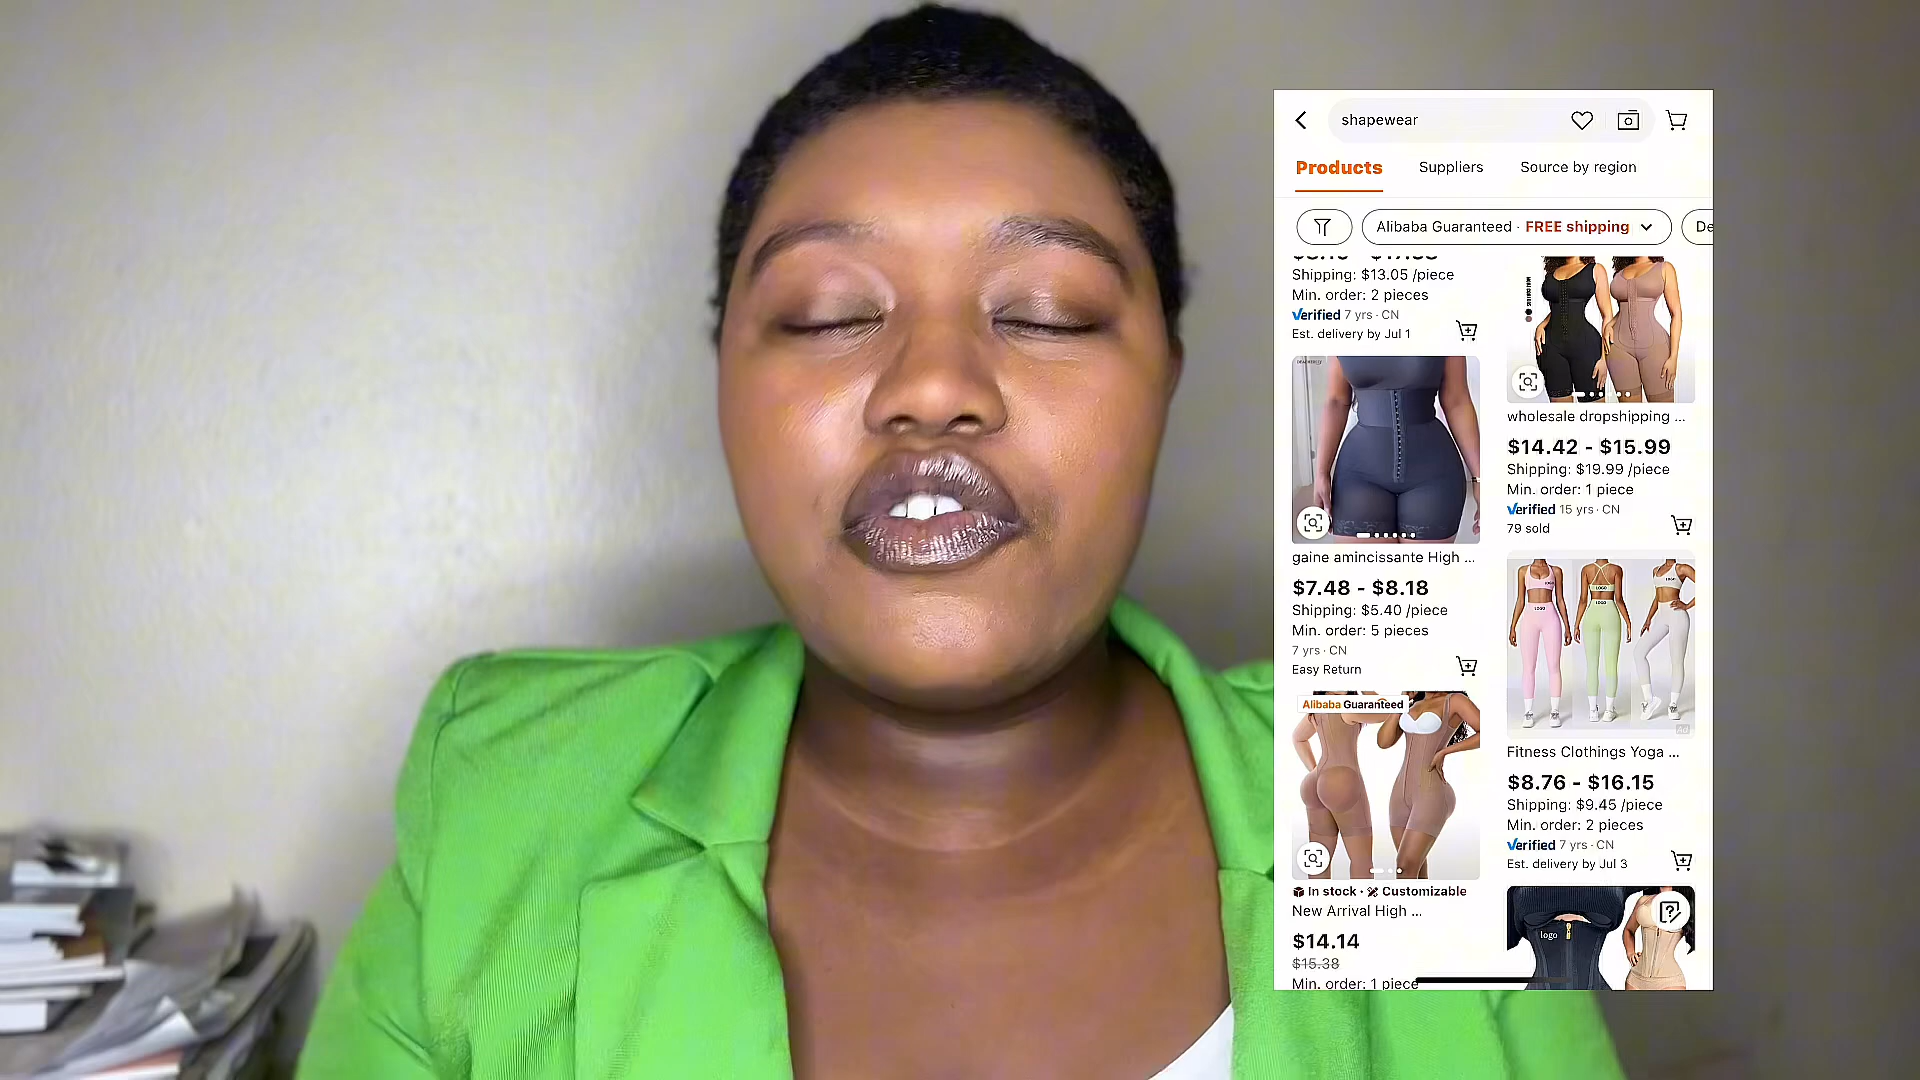 shapewear
Products
Suppliers
Source by region
Alibaba Guaranteed · FREE shipping
De
Shipping: $13.05 /piece
Min. order: 2 pieces
Verified 7 yrs · CN
Est. delivery by Jul 1
gaine amincissante High ...
$7.48 - $8.18
Shipping: $5.40 /piece
Min. order: 5 pieces
7 yrs · CN
Easy Return
Alibaba Guaranteed
In stock · Customizable
New Arrival High ...
$14.14
$15.38
Min. order: 1 piece
wholesale dropshipping ...
$14.42 - $15.99
Shipping: $19.99 /piece
Min. order: 1 piece
Verified 15 yrs · CN
79 sold
LOGO
LOGO
LOGO
Fitness Clothings Yoga ...
$8.76 - $16.15
Shipping: $9.45 /piece
Min. order: 2 pieces
Verified 7 yrs · CN
Est. delivery by Jul 3
logo